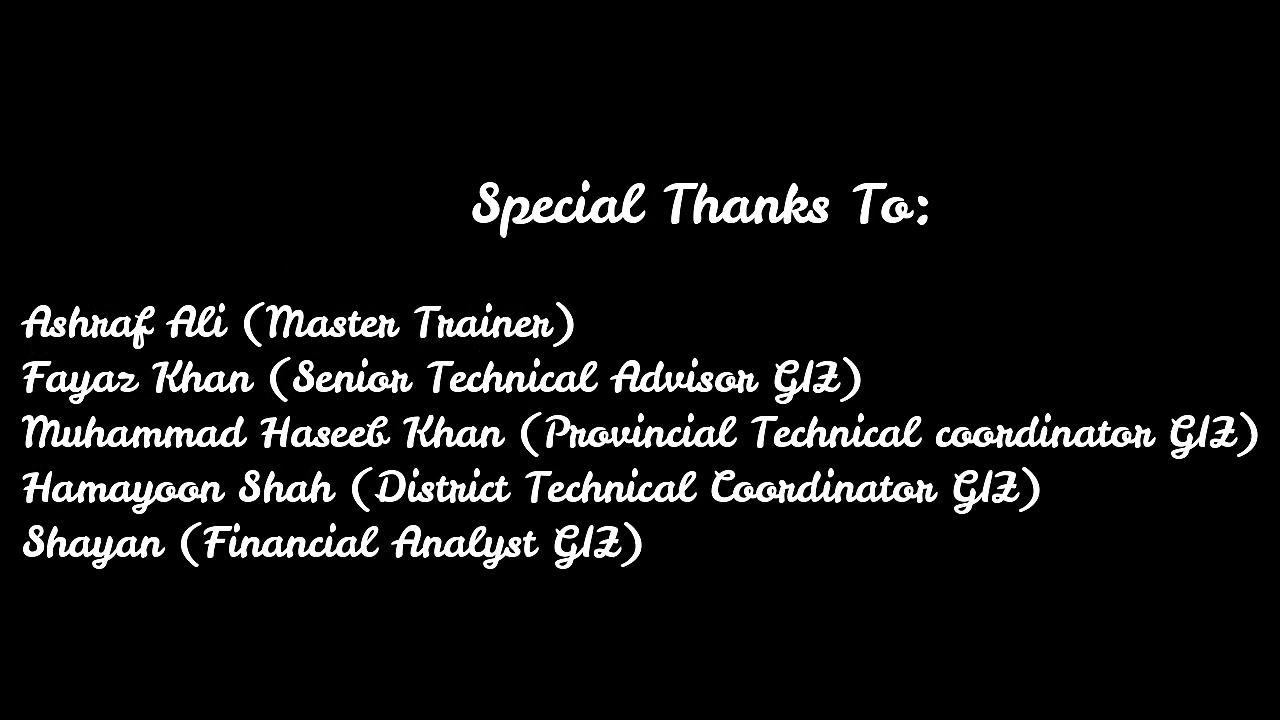 Special Thanks To:
Ashraf Ali (Master Trainer)
Fayaz Khan (Senior Technical Advisor GIZ)
Muhammad Haseeb Khan (Provincial Technical coordinator GIZ)
Hamayoon Shah (District Technical Coordinator GIZ)
Shayan (Financial Analyst GIZ)